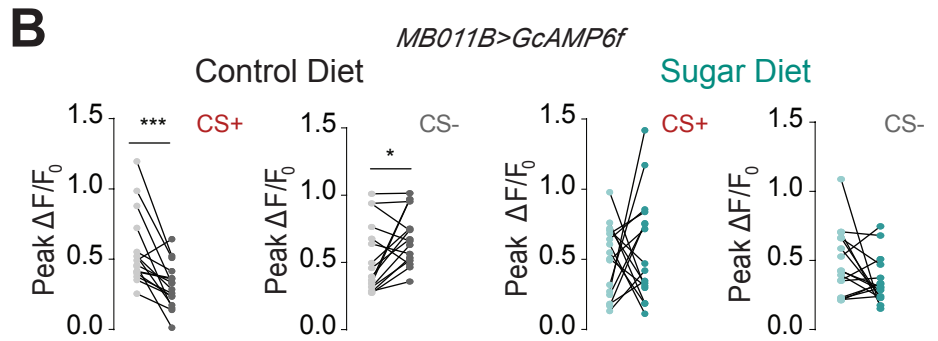 B
MB011B>GcAMP6f
Control Diet
Sugar Diet
*** CS+
* CS-
CS+
CS-
Peak ΔF/F0
1.5
1.0
0.5
0.0
Peak ΔF/F0
1.5
1.0
0.5
0.0
Peak ΔF/F0
1.5
1.0
0.5
0.0
Peak ΔF/F0
1.5
1.0
0.5
0.0